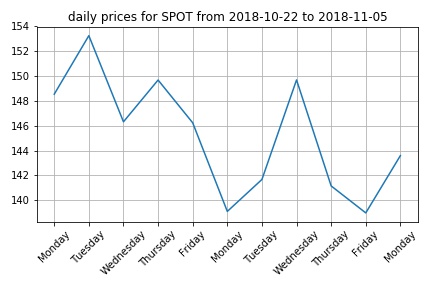 daily prices for SPOT from 2018-10-22 to 2018-11-05
154
152
150
148
146
144
142
140
Monday
Tuesday
Wednesday
Thursday
Friday
Monday
Tuesday
Wednesday
Thursday
Friday
Monday